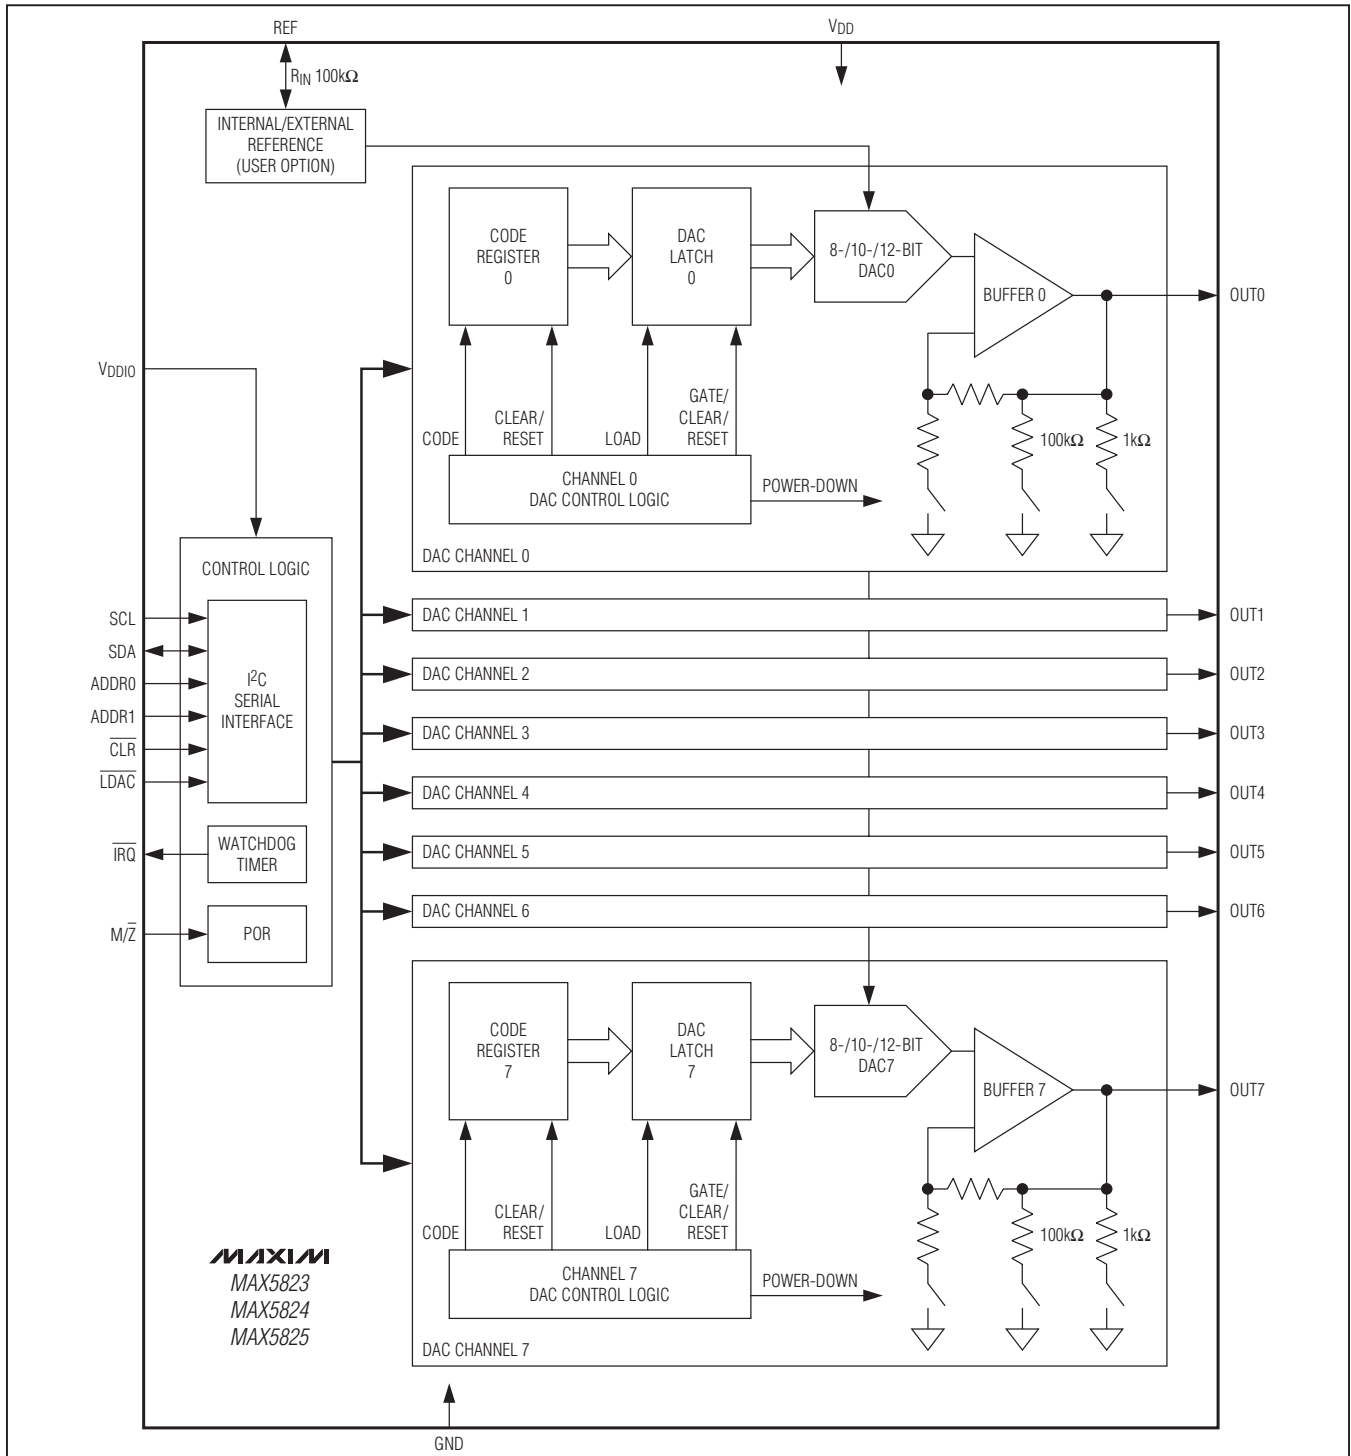 REF
VDD
RIN 100kΩ
INTERNAL/EXTERNAL
REFERENCE
(USER OPTION)
CODE
REGISTER
0
DAC
LATCH
0
8-/10-/12-BIT
DAC0
BUFFER 0
OUT0
VDDIO
CODE
CLEAR/
RESET
LOAD
GATE/
CLEAR/
RESET
100kΩ
1kΩ
CHANNEL 0
DAC CONTROL LOGIC
POWER-DOWN
DAC CHANNEL 0
CONTROL LOGIC
SCL
SDA
ADDR0
ADDR1
CLR
LDAC
I²C
SERIAL
INTERFACE
IRQ
WATCHDOG
TIMER
M/Z
POR
DAC CHANNEL 1
OUT1
DAC CHANNEL 2
OUT2
DAC CHANNEL 3
OUT3
DAC CHANNEL 4
OUT4
DAC CHANNEL 5
OUT5
DAC CHANNEL 6
OUT6
CODE
REGISTER
7
DAC
LATCH
7
8-/10-/12-BIT
DAC7
BUFFER 7
OUT7
CODE
CLEAR/
RESET
LOAD
GATE/
CLEAR/
RESET
100kΩ
1kΩ
CHANNEL 7
DAC CONTROL LOGIC
POWER-DOWN
DAC CHANNEL 7
MAXIM
MAX5823
MAX5824
MAX5825
GND